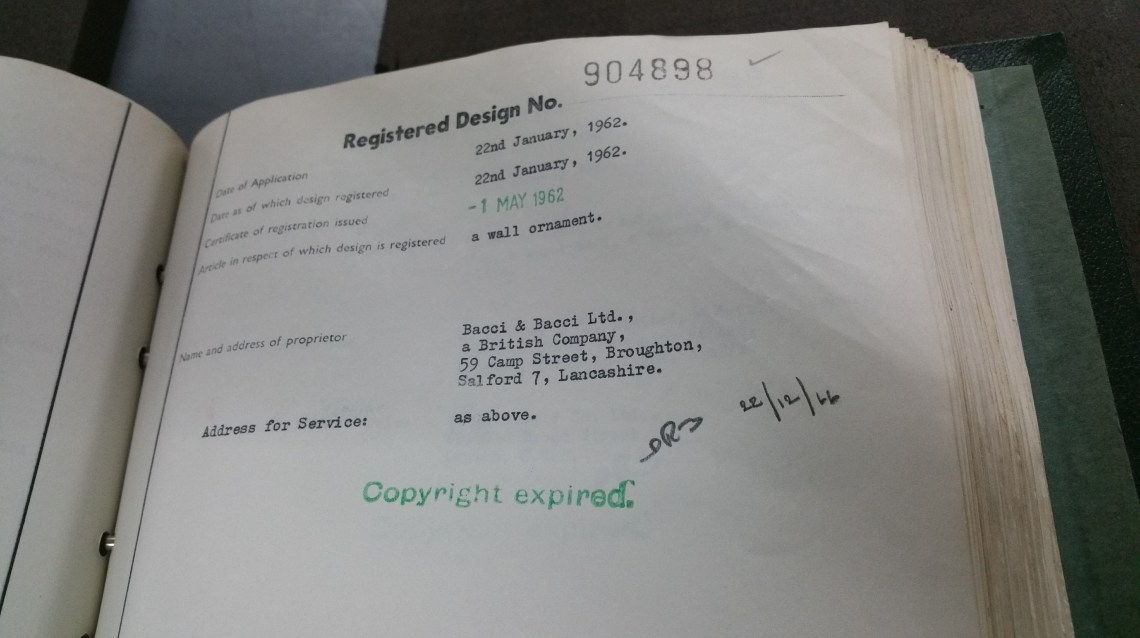 Registered Design No. 904898
Date of Application 22nd January, 1962.
Date as of which design registered 22nd January, 1962.
Certificate of registration issued -1 MAY 1962
Article in respect of which design is registered a wall ornament.
Name and address of proprietor Bacci & Bacci Ltd.,
a British Company,
59 Camp Street, Broughton,
Salford 7, Lancashire.
Address for Service: as above.
22/12/66
Copyright expired.